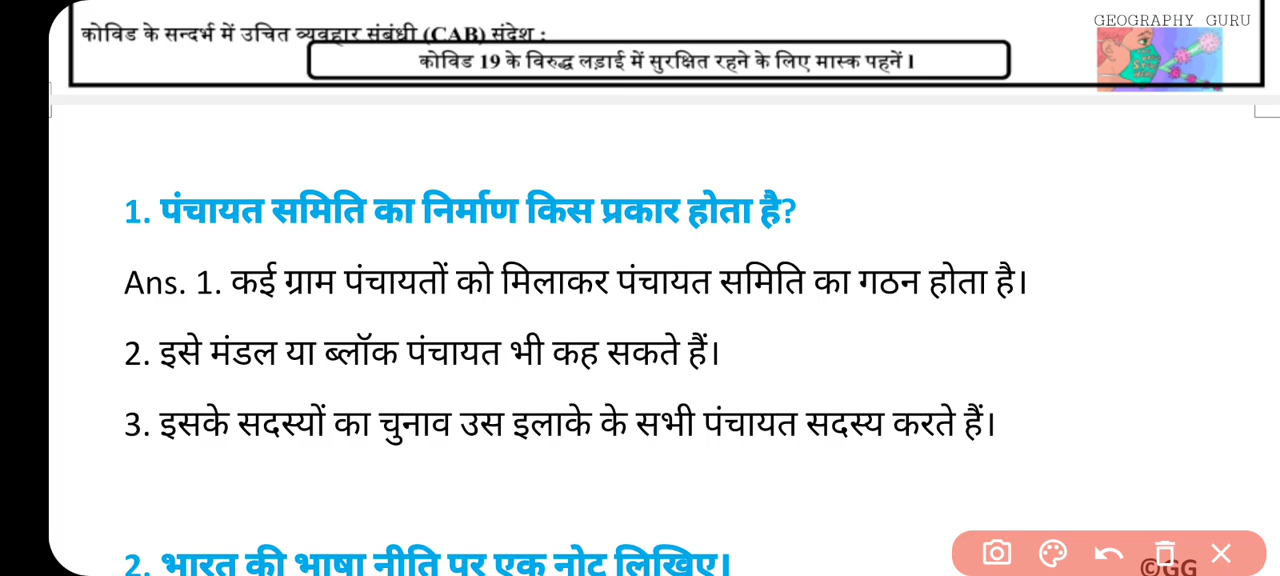 GEOGRAPHY GURU
कोविड के सन्दर्भ में उचित व्यवहार संबंधी (CAB) संदेश :
कोविड 19 के विरुद्ध लड़ाई में सुरक्षित रहने के लिए मास्क पहनें।
1. पंचायत समिति का निर्माण किस प्रकार होता है?
Ans. 1. कई ग्राम पंचायतों को मिलाकर पंचायत समिति का गठन होता है।
2. इसे मंडल या ब्लॉक पंचायत भी कह सकते हैं।
3. इसके सदस्यों का चुनाव उस इलाके के सभी पंचायत सदस्य करते हैं।
2. भारत की भाषा नीति पर एक नोट लिखिए।
©GG